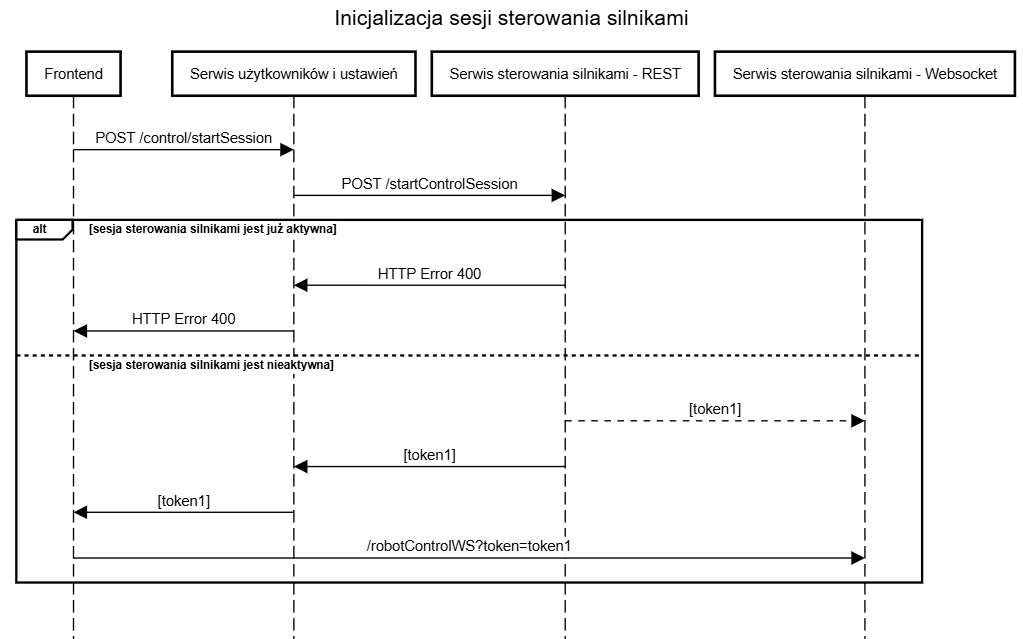 Inicjalizacja sesji sterowania silnikami
Frontend
Serwis użytkowników i ustawień
Serwis sterowania silnikami - REST
Serwis sterowania silnikami - Websocket
POST /control/startSession
POST /startControlSession
alt
[sesja sterowania silnikami jest już aktywna]
HTTP Error 400
HTTP Error 400
[sesja sterowania silnikami jest nieaktywna]
[token1]
[token1]
[token1]
/robotControlWS?token=token1